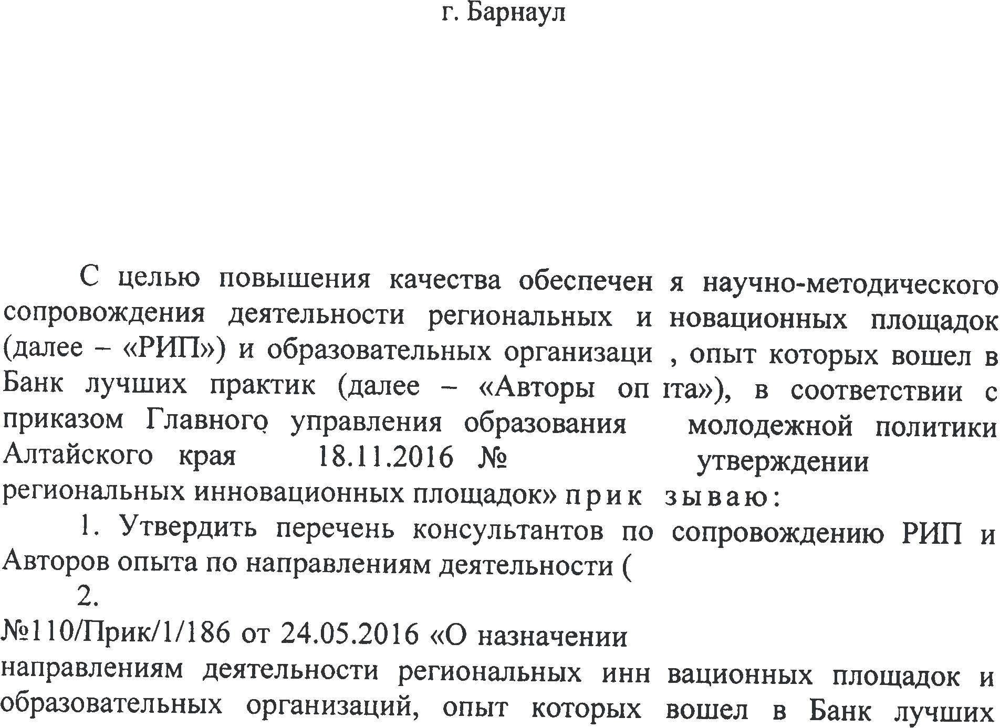 г. Барнаул
С целью повышения качества обеспечен я научно-методического
сопровождения деятельности региональных и новационных площадок
(далее – «РИП») и образовательных организаци , опыт которых вошел в
Банк лучших практик (далее – «Авторы оп та»), в соответствии с
приказом Главного управления образования молодежной политики
Алтайского края 18.11.2016 № утверждении
региональных инновационных площадок» п р и к з ы в а ю :
1. Утвердить перечень консультантов по сопровождению РИП и
Авторов опыта по направлениям деятельности (
2.
№110/Прик/1/186 от 24.05.2016 «О назначении
направлениям деятельности региональных инн вационных площадок и
образовательных организаций, опыт которых вошел в Банк лучших